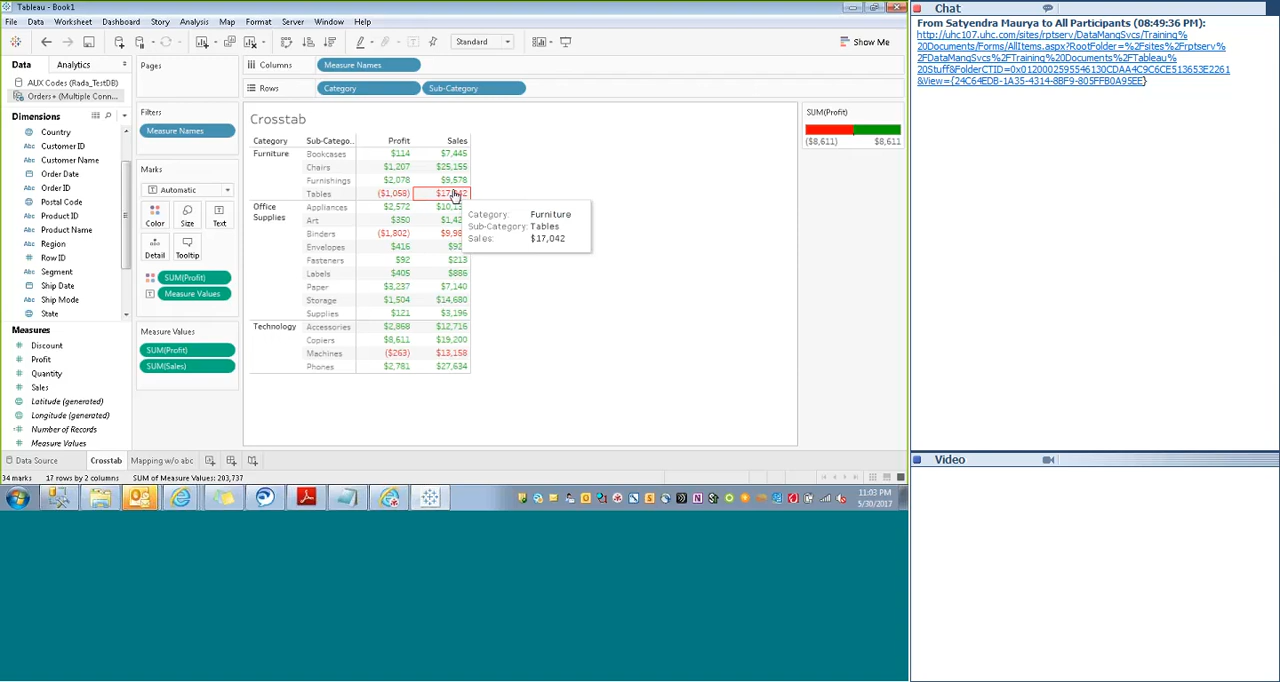 Tableau - Book1
File Data Worksheet Dashboard Story Analysis Map Format Server Window Help
Standard
Show Me
Data Analytics
AUX Codes (Rada_TestDB)
Orders+ (Multiple Conn...
Dimensions
Country
Customer ID
Customer Name
Order Date
Order ID
Postal Code
Product ID
Product Name
Region
Row ID
Segment
Ship Date
Ship Mode
State
Measures
Discount
Profit
Quantity
Sales
Latitude (generated)
Longitude (generated)
Number of Records
Measure Values
Pages
Filters
Measure Names
Marks
Automatic
Color Size Text
Detail Tooltip
SUM(Profit)
Measure Values
Measure Values
SUM(Profit)
SUM(Sales)
Columns Measure Names
Rows Category Sub-Category
Crosstab
Category Sub-Catego.. Profit Sales
Furniture Bookcases $114 $7,445
Chairs $1,207 $25,155
Furnishings $2,078 $9,578
Tables ($1,058)
Office Supplies Appliances $2,572
Art $350
Binders ($1,802)
Envelopes $416
Fasteners $92 $213
Labels $405 $886
Paper $3,237 $7,140
Storage $1,504 $14,680
Supplies $121 $3,196
Technology Accessories $2,868 $12,716
Copiers $8,611 $19,200
Machines ($263) $13,158
Phones $2,781 $27,634
Category: Furniture
Sub-Category: Tables
Sales: $17,042
SUM(Profit)
($8,611) $8,611
Data Source Crosstab Mapping w/o abc
34 marks 17 rows by 2 columns SUM of Measure Values: 203,737
11:03 PM
5/30/2017
Chat
From Satyendra Maurya to All Participants (08:49:36 PM):
http://uhc107.uhc.com/sites/rptserv/DataMangSvcs/Training%
20Documents/Forms/AllItems.aspx?RootFolder=%2Fsites%2Frptserv%
2FDataMangSvcs%2FTraining%20Documents%2FTableau%
20Stuff&FolderCTID=0x0120002595546130CDAA4C9C6CE513653E2261
&View={24C64EDB-1A35-4314-8BF9-805FFB0A95EE}
Video